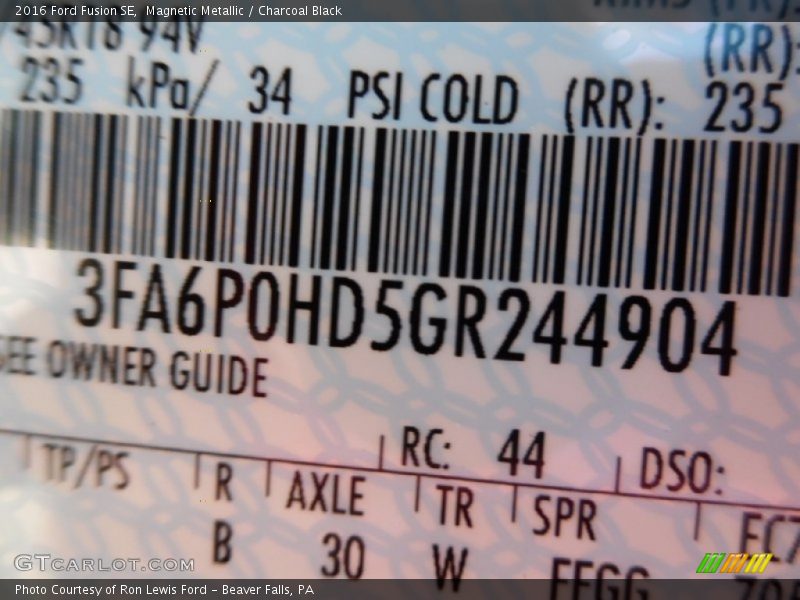 2016 Ford Fusion SE, Magnetic Metallic / Charcoal Black
(RR):
235 kPa/ 34 PSI COLD (RR): 235
3FA6P0HD5GR244904
SEE OWNER GUIDE
RC: 44 DSO:
TP/PS R AXLE TR SPR
B 30 W EEGG
GTCARLOT.COM
Photo Courtesy of Ron Lewis Ford - Beaver Falls, PA